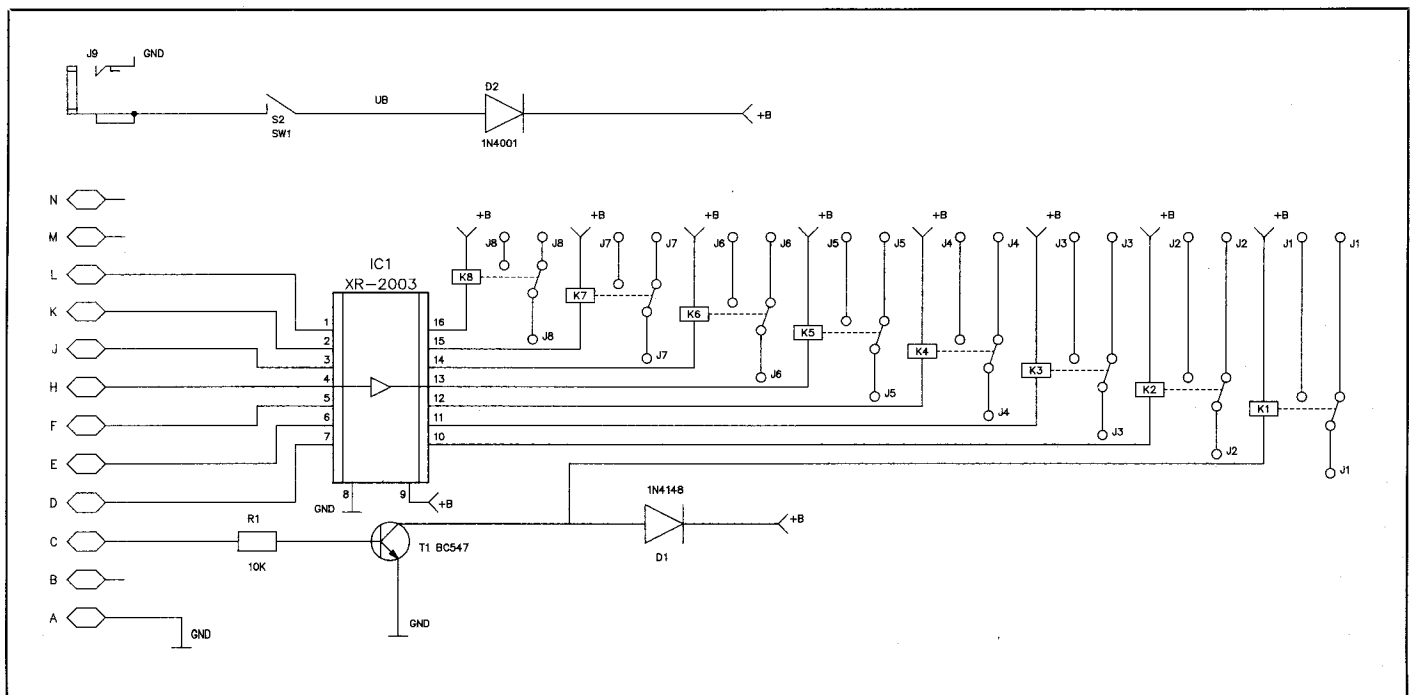 J9 GND
D2
UB
S2
SW1
+B
1N4001
N
M
L
K
J
H
F
E
D
C
B
A
IC1
XR-2003
1
2
3
4
5
6
7
8
9
16
15
14
13
12
11
10
GND
+B
+B +B +B +B +B +B +B +B
J8 J8 J7 J7 J6 J6 J5 J5 J4 J4 J3 J3 J2 J2 J1 J1
K8
K7
K6
K5
K4
K3
K2
K1
J8
J7
J6
J5
J4
J3
J2
J1
R1
10K
T1 BC547
1N4148
D1
+B
GND
GND